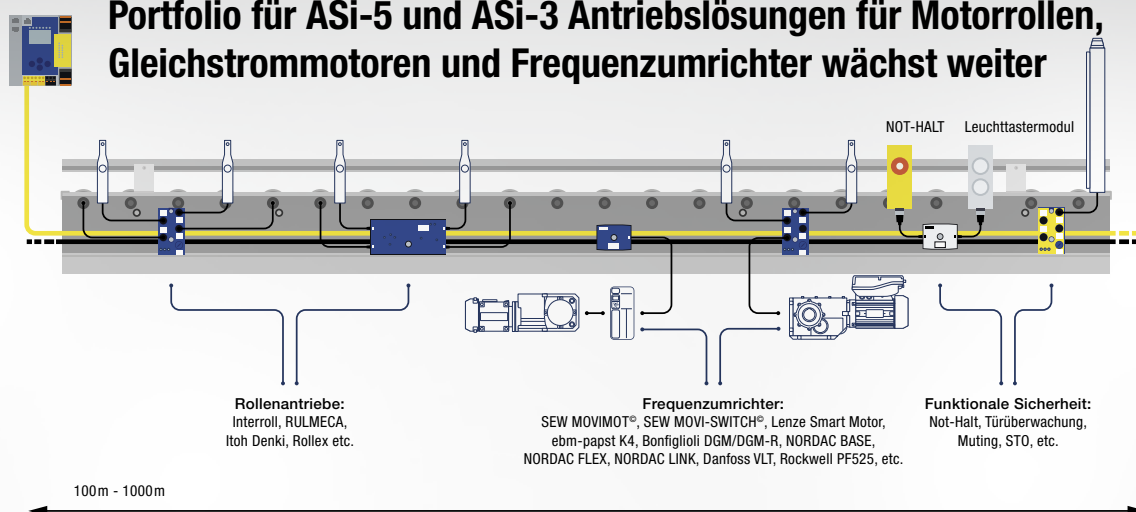 Portfolio für ASi-5 und ASi-3 Antriebslösungen für Motorrollen,
Gleichstrommotoren und Frequenzumrichter wächst weiter
NOT-HALT
Leuchttastermodul
Rollenantriebe:
Interroll, RULMECA,
Itoh Denki, Rollex etc.
Frequenzumrichter:
SEW MOVIMOT©, SEW MOVI-SWITCH©, Lenze Smart Motor,
ebm-papst K4, Bonfiglioli DGM/DGM-R, NORDAC BASE,
NORDAC FLEX, NORDAC LINK, Danfoss VLT, Rockwell PF525, etc.
Funktionale Sicherheit:
Not-Halt, Türüberwachung,
Muting, STO, etc.
100m - 1000m